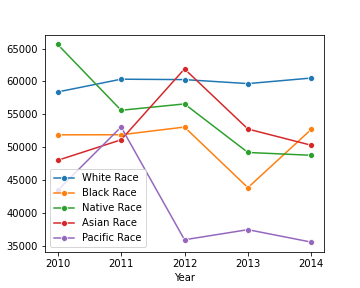 65000
60000
55000
50000
45000
40000
35000
White Race
Black Race
Native Race
Asian Race
Pacific Race
2010 2011 2012 2013 2014
Year